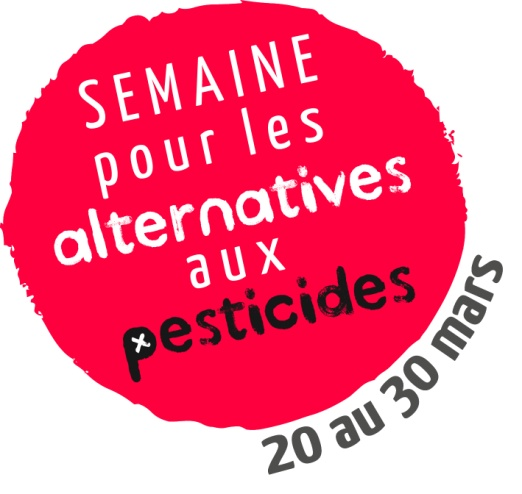 SEMAINE
pour les
alternatives
aux
pesticides
20 au 30 mars